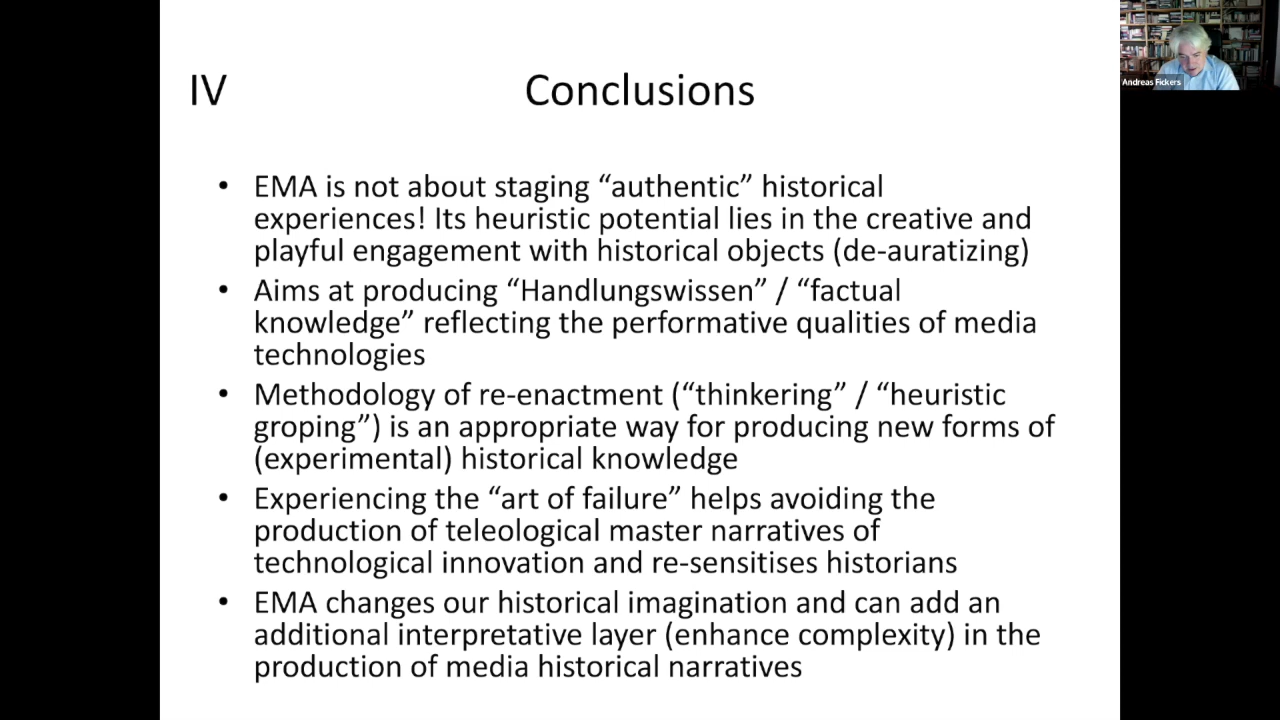 IV
Conclusions
Andreas Fickers
• EMA is not about staging “authentic” historical
experiences! Its heuristic potential lies in the creative and
playful engagement with historical objects (de-auratizing)
• Aims at producing “Handlungswissen” / “factual
knowledge” reflecting the performative qualities of media
technologies
• Methodology of re-enactment (“thinkering” / “heuristic
groping”) is an appropriate way for producing new forms of
(experimental) historical knowledge
• Experiencing the “art of failure” helps avoiding the
production of teleological master narratives of
technological innovation and re-sensitises historians
• EMA changes our historical imagination and can add an
additional interpretative layer (enhance complexity) in the
production of media historical narratives